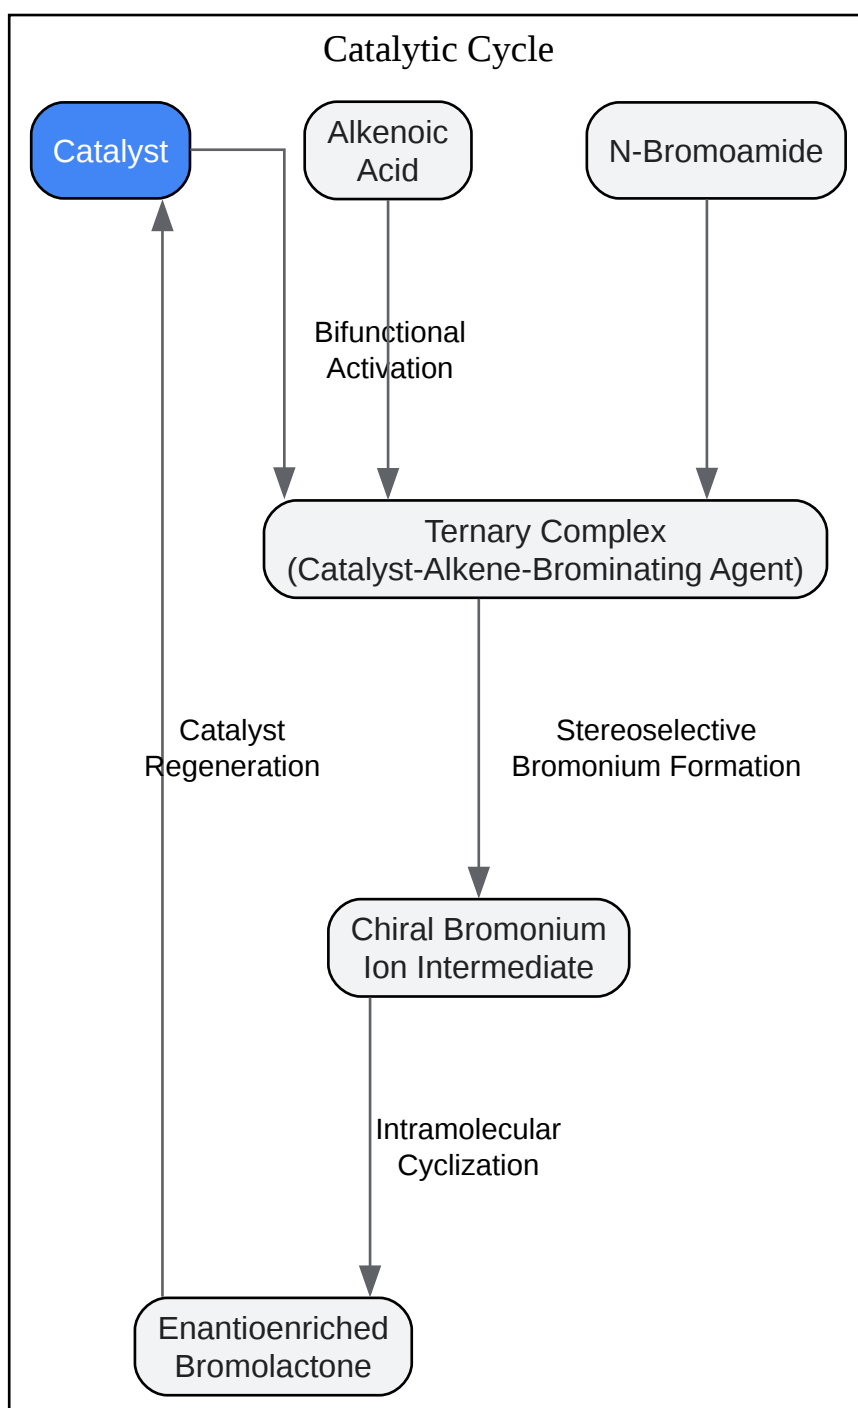 Catalytic Cycle
Catalyst
Alkenoic
Acid
N-Bromoamide
Bifunctional
Activation
Ternary Complex
(Catalyst-Alkene-Brominating Agent)
Catalyst
Regeneration
Stereoselective
Bromonium Formation
Chiral Bromonium
Ion Intermediate
Intramolecular
Cyclization
Enantioenriched
Bromolactone